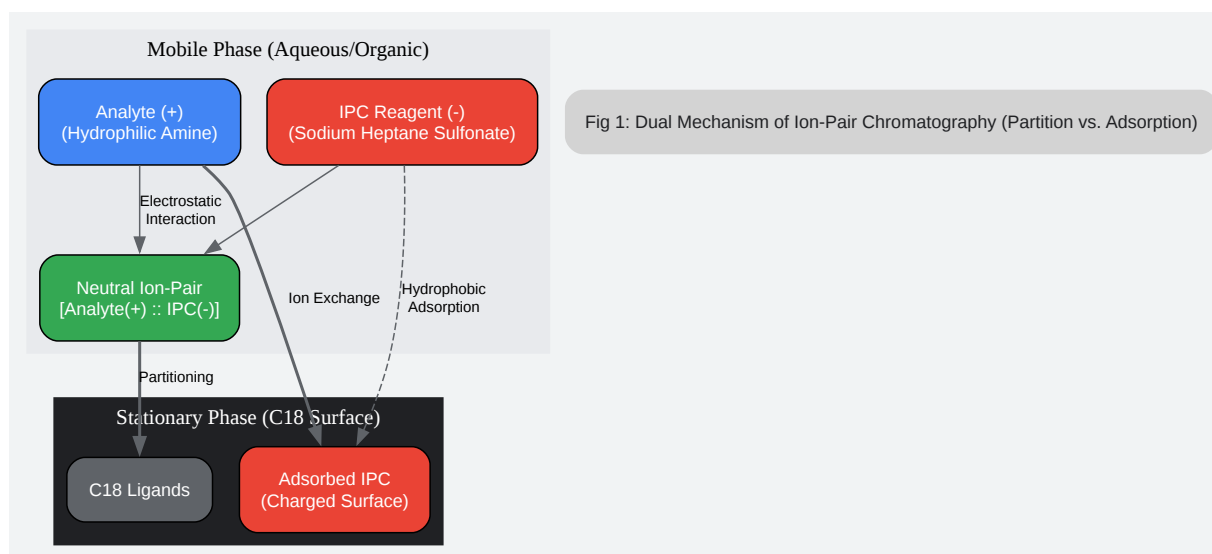 Mobile Phase (Aqueous/Organic)
Analyte (+)
(Hydrophilic Amine)
IPC Reagent (-)
(Sodium Heptane Sulfonate)
Fig 1: Dual Mechanism of Ion-Pair Chromatography (Partition vs. Adsorption)
Electrostatic
Interaction
Neutral Ion-Pair
[Analyte(+) :: IPC(-)]
Ion Exchange
Hydrophobic
Adsorption
Partitioning
Stationary Phase (C18 Surface)
C18 Ligands
Adsorbed IPC
(Charged Surface)